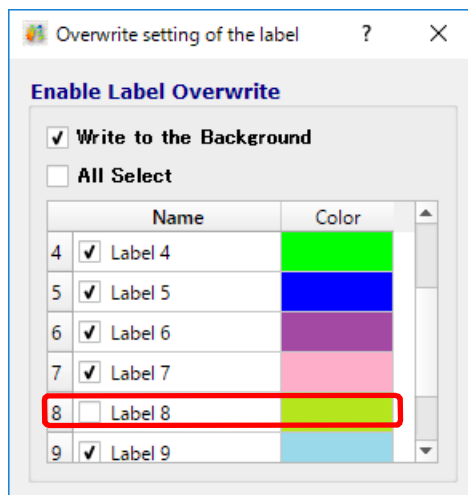 Overwrite setting of the label ?
Enable Label Overwrite
Write to the Background
All Select
Name Color
4 Label 4
5 Label 5
6 Label 6
7 Label 7
8 Label 8
9 Label 9